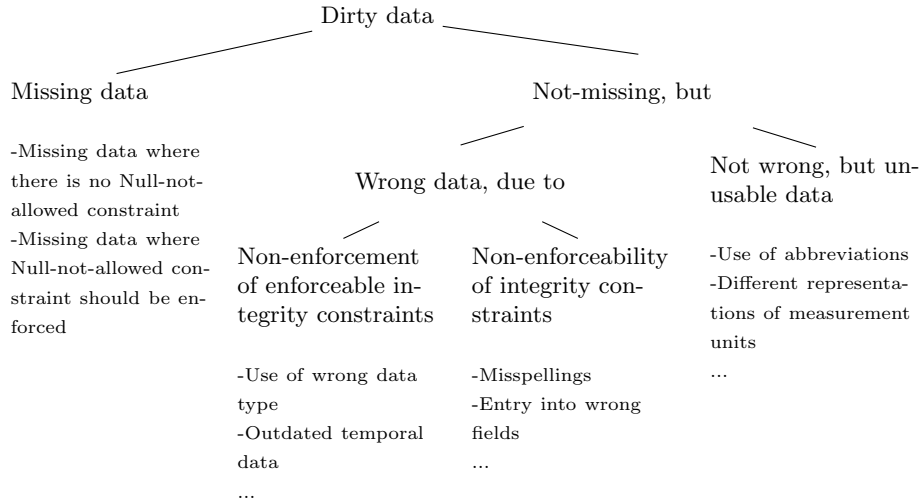 Dirty data
Missing data
-Missing data where
there is no Null-not-
allowed constraint
-Missing data where
Null-not-allowed con-
straint should be en-
forced
Not-missing, but
Wrong data, due to
Non-enforcement
of enforceable in-
tegrity constraints
-Use of wrong data
type
-Outdated temporal
data
...
Non-enforceability
of integrity con-
straints
-Misspellings
-Entry into wrong
fields
...
Not wrong, but un-
usable data
-Use of abbreviations
-Different representa-
tions of measurement
units
...